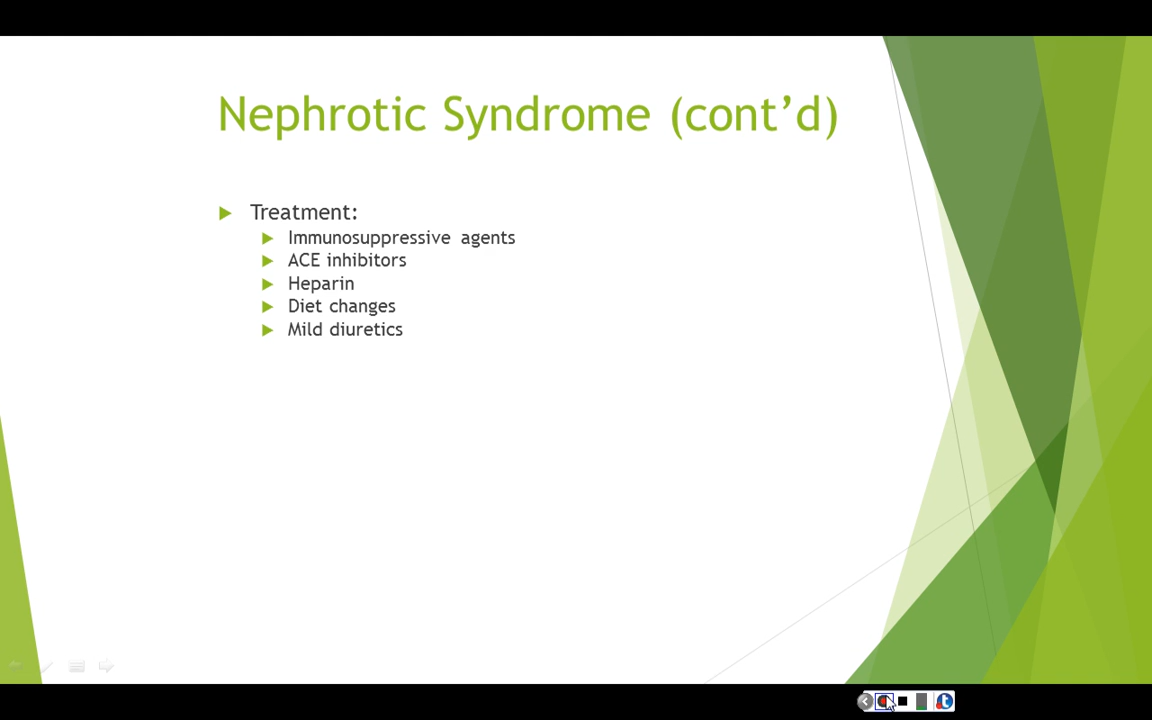 Nephrotic Syndrome (cont’d)
Treatment:
Immunosuppressive agents
ACE inhibitors
Heparin
Diet changes
Mild diuretics